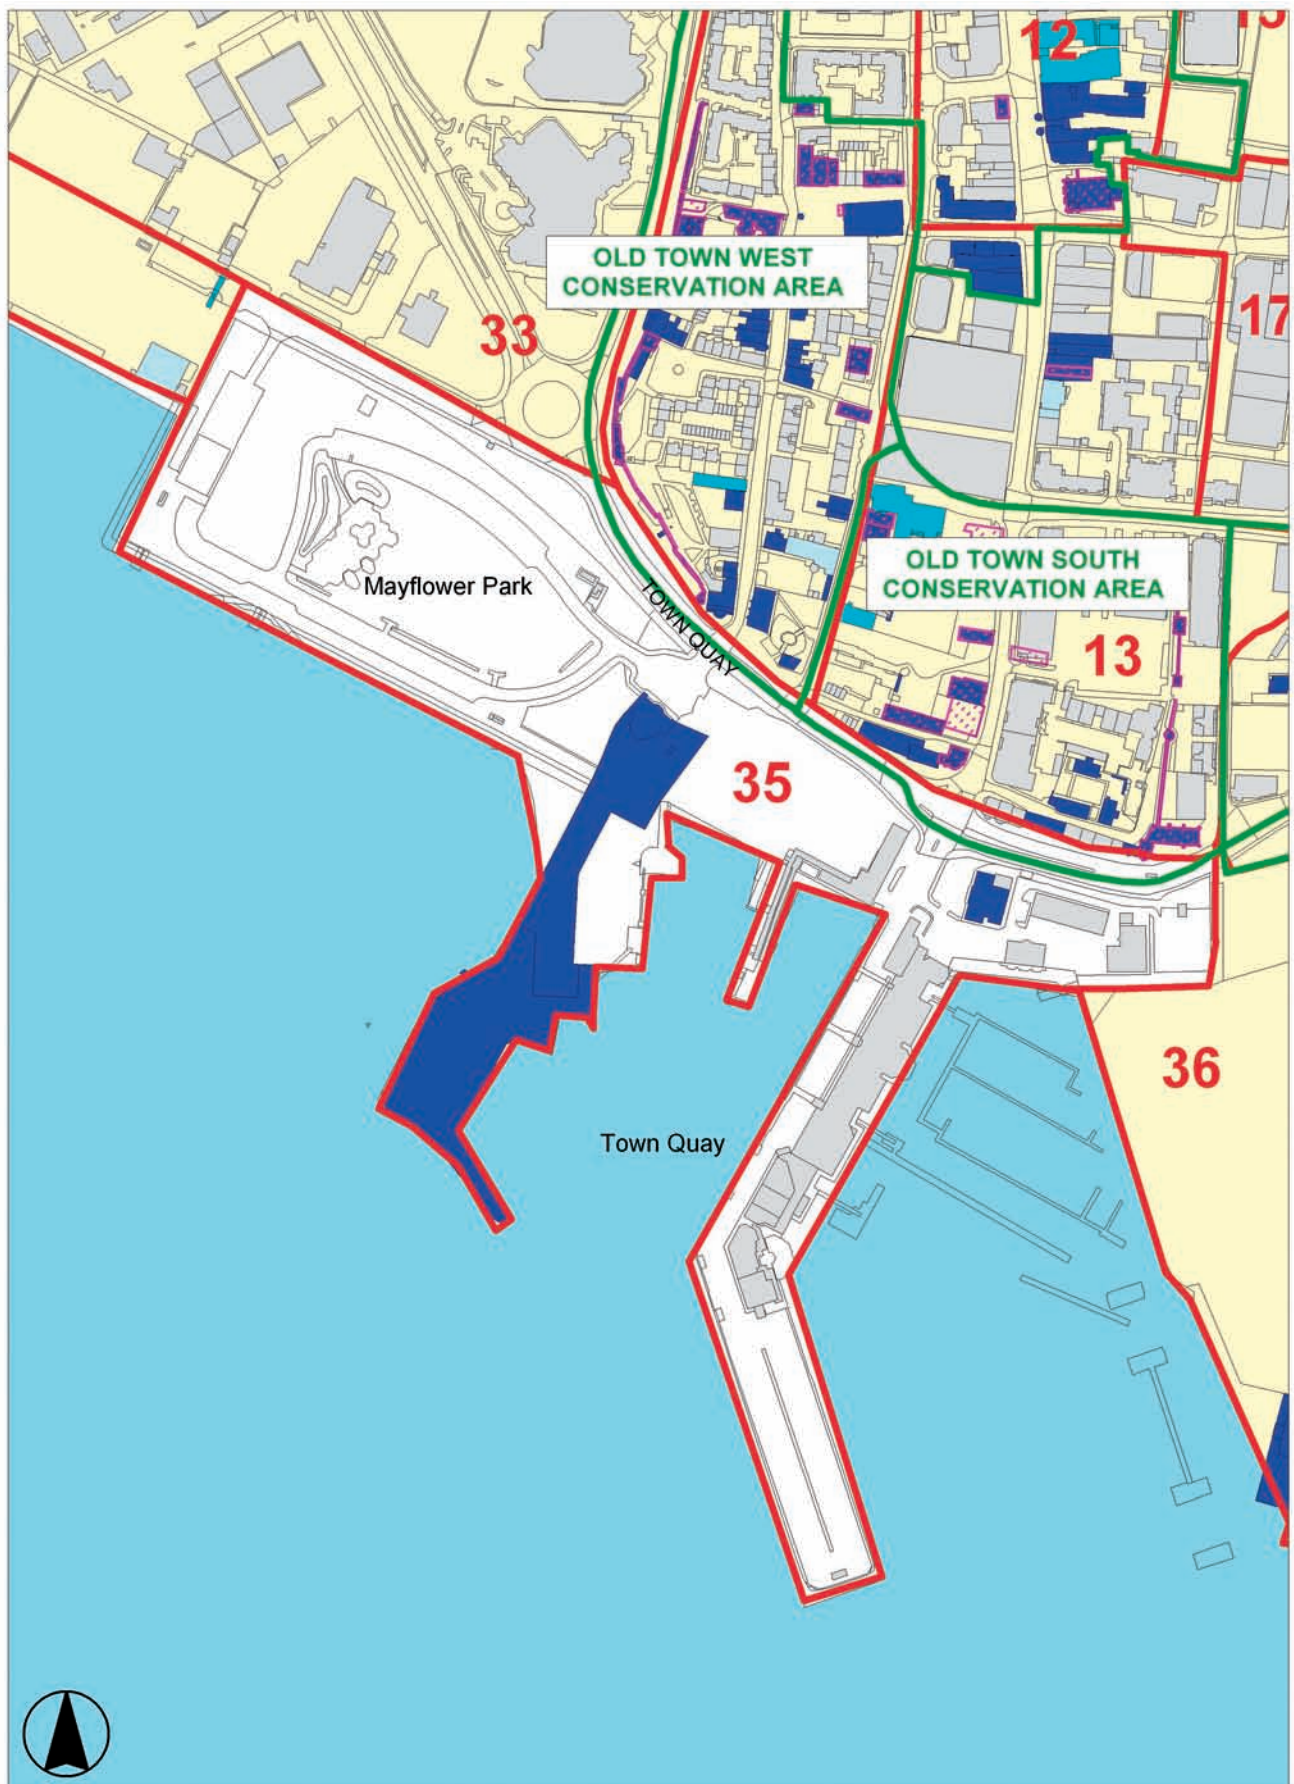 12
OLD TOWN WEST
CONSERVATION AREA
33
17
OLD TOWN SOUTH
CONSERVATION AREA
Mayflower Park
TOWN QUAY
13
35
36
Town Quay